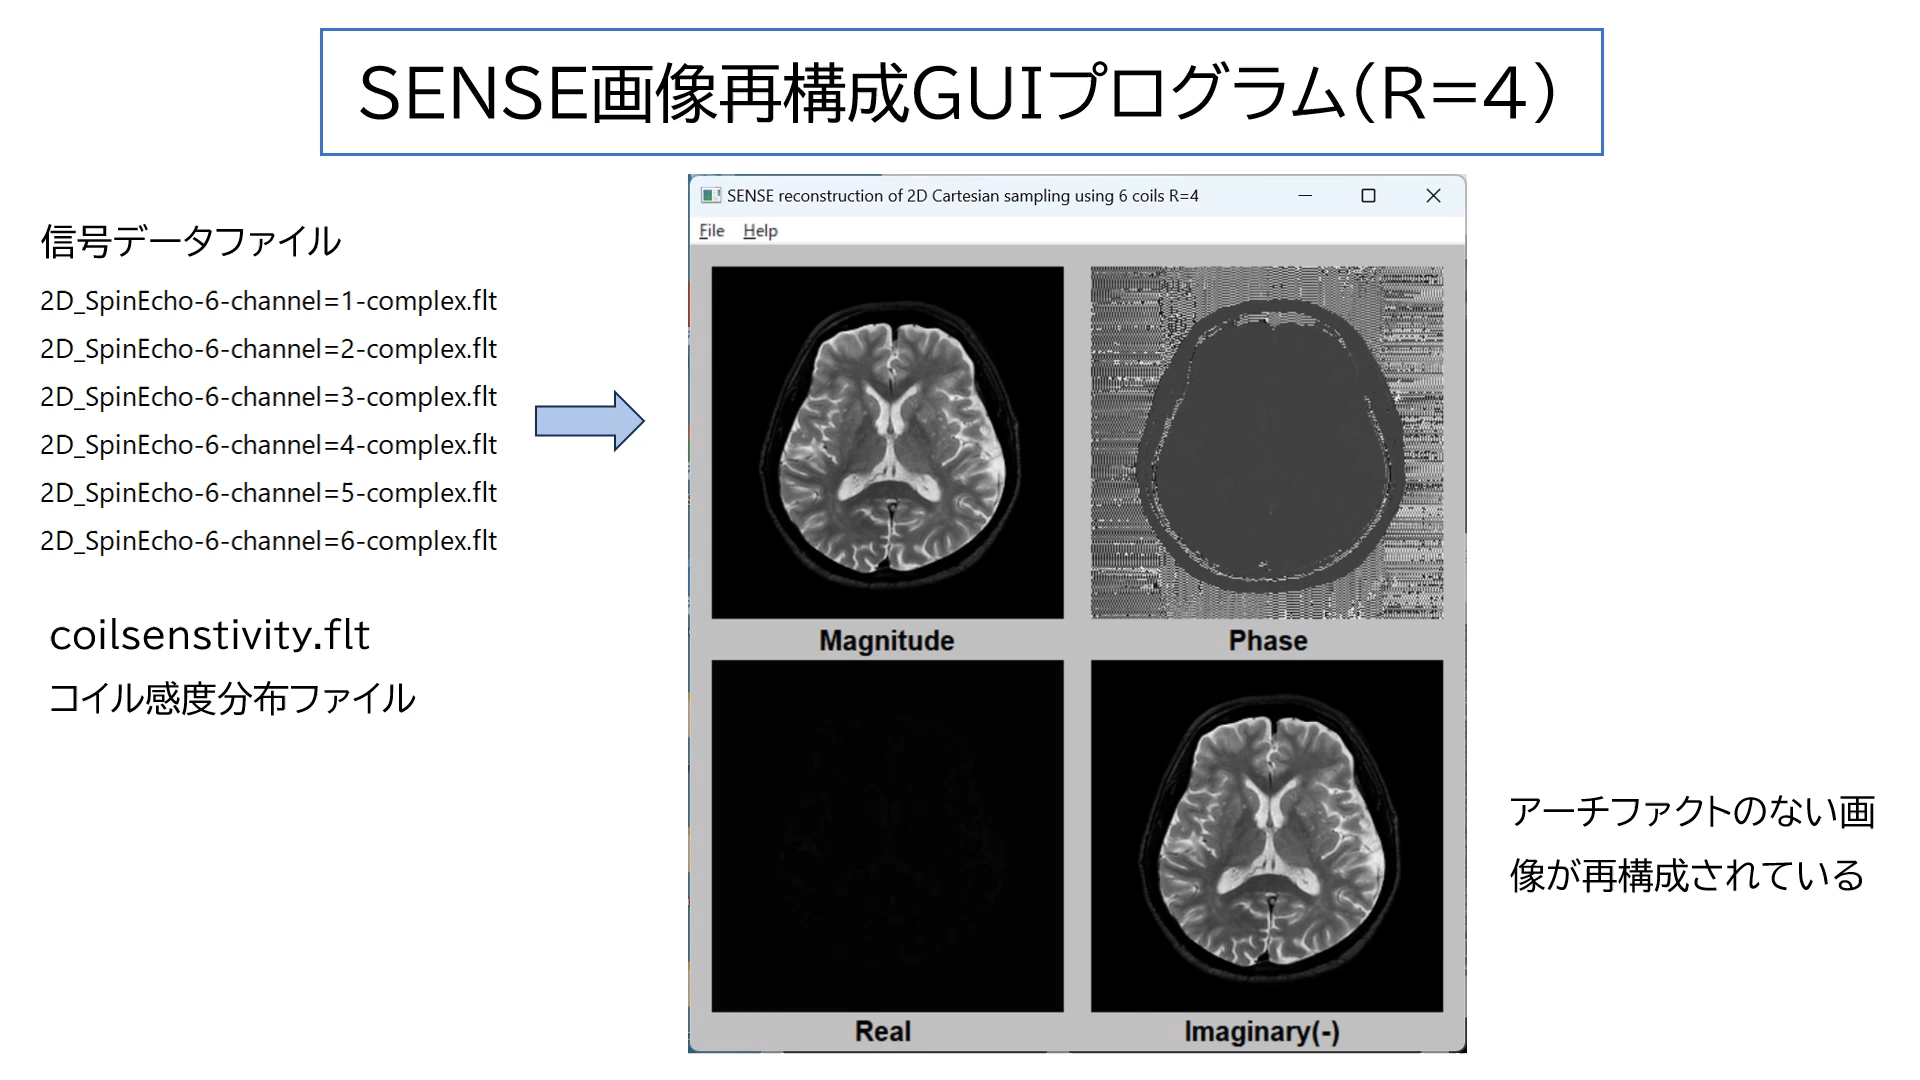 SENSE画像再構成GUIプログラム(R=4)
信号データファイル
2D_SpinEcho-6-channel=1-complex.flt
2D_SpinEcho-6-channel=2-complex.flt
2D_SpinEcho-6-channel=3-complex.flt
2D_SpinEcho-6-channel=4-complex.flt
2D_SpinEcho-6-channel=5-complex.flt
2D_SpinEcho-6-channel=6-complex.flt
coilsenstivity.flt
コイル感度分布ファイル
SENSE reconstruction of 2D Cartesian sampling using 6 coils R=4
File Help
Magnitude
Phase
Real
Imaginary(-)
アーチファクトのない画
像が再構成されている